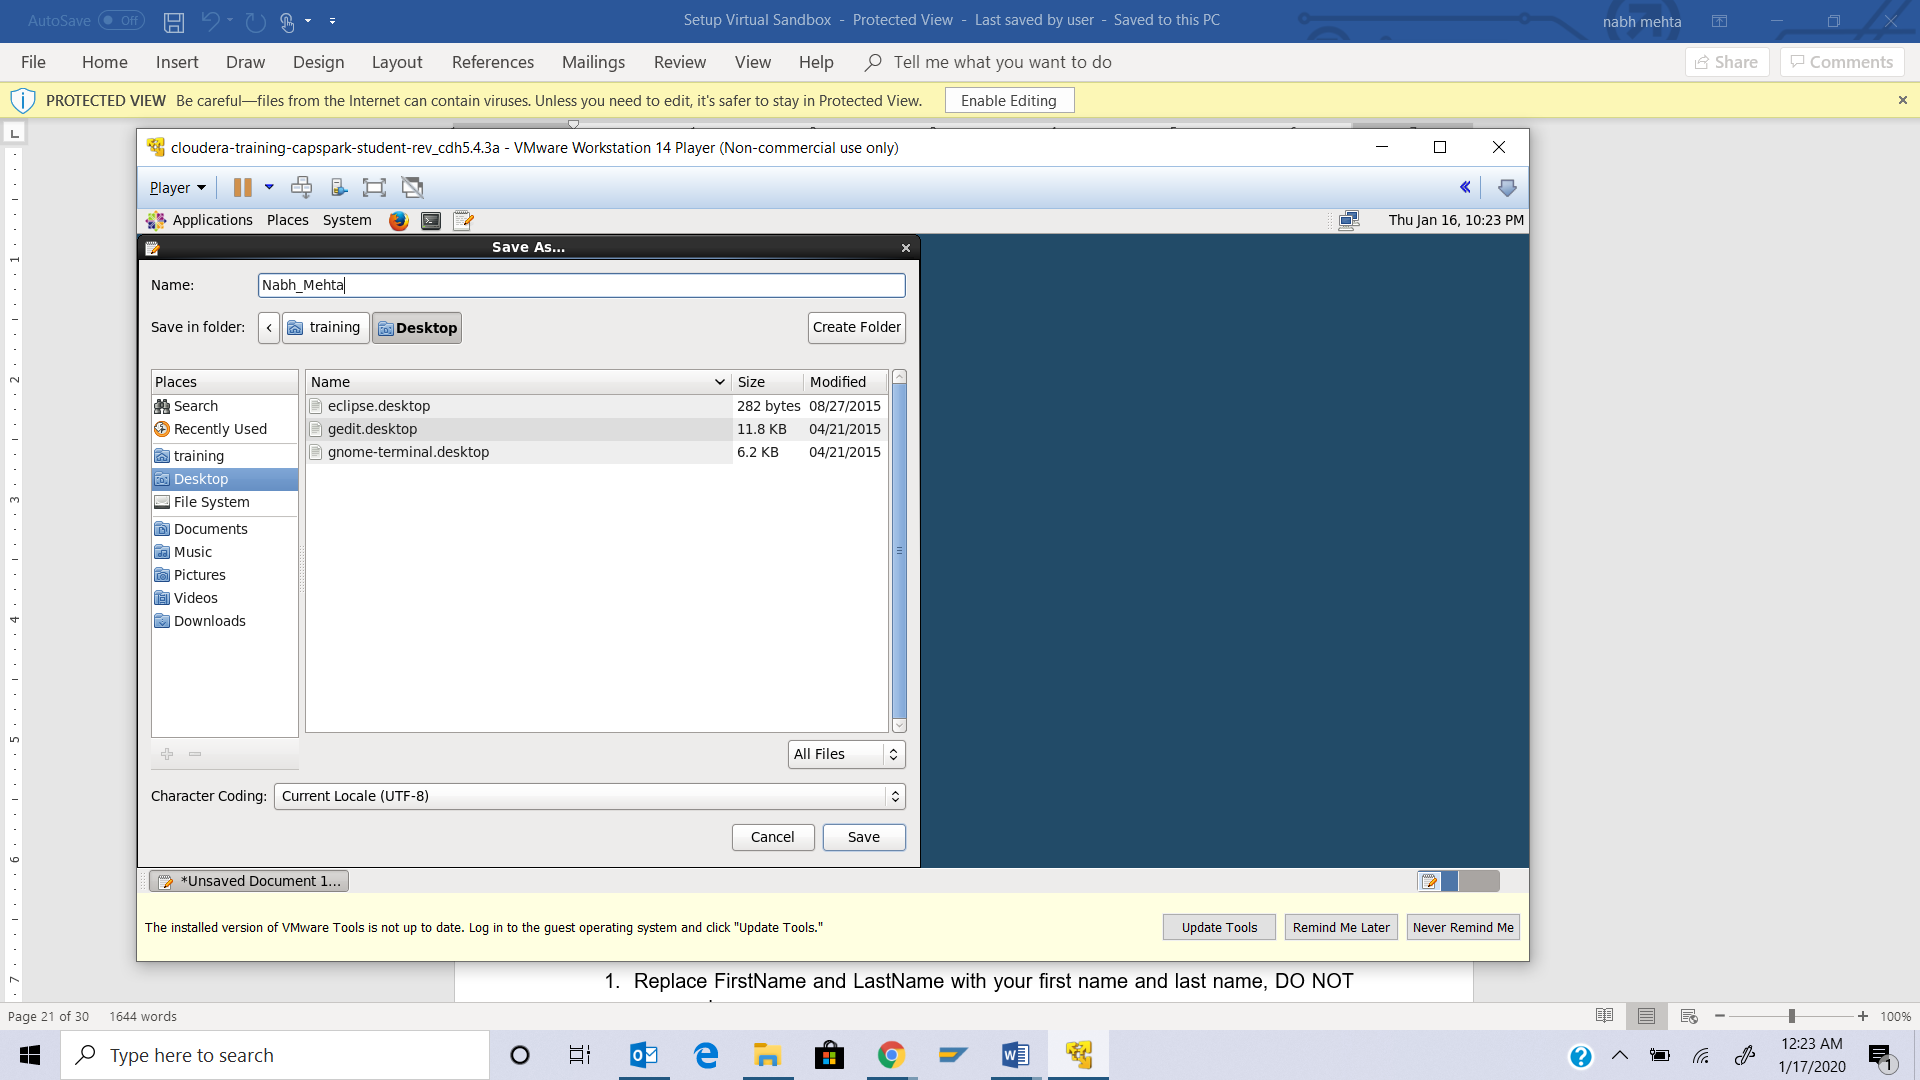 AutoSave Off
Setup Virtual Sandbox - Protected View - Last saved by user - Saved to this PC
nabh mehta
File Home Insert Draw Design Layout References Mailings Review View Help Tell me what you want to do
Share Comments
PROTECTED VIEW Be careful—files from the Internet can contain viruses. Unless you need to edit, it's safer to stay in Protected View. Enable Editing
cloudera-training-capspark-student-rev_cdh5.4.3a - VMware Workstation 14 Player (Non-commercial use only)
Player
Applications Places System
Thu Jan 16, 10:23 PM
Save As...
Name: Nabh_Mehta
Save in folder: training Desktop Create Folder
Places Name Size Modified
Search eclipse.desktop 282 bytes 08/27/2015
Recently Used gedit.desktop 11.8 KB 04/21/2015
training gnome-terminal.desktop 6.2 KB 04/21/2015
Desktop
File System
Documents
Music
Pictures
Videos
Downloads
All Files
Character Coding: Current Locale (UTF-8)
Cancel Save
*Unsaved Document 1...
The installed version of VMware Tools is not up to date. Log in to the guest operating system and click "Update Tools."
Update Tools Remind Me Later Never Remind Me
1. Replace FirstName and LastName with your first name and last name, DO NOT
Page 21 of 30 1644 words
100%
Type here to search
12:23 AM
1/17/2020
1
1
2
3
4
5
6
7